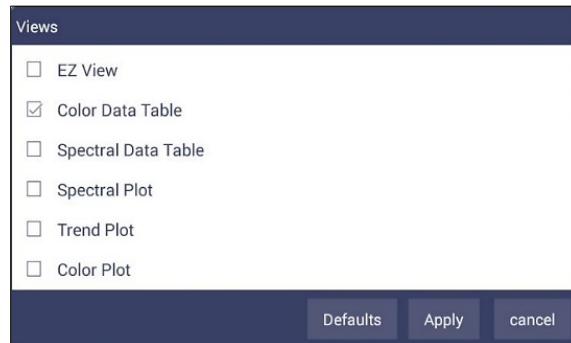 Views
EZ View
Color Data Table
Spectral Data Table
Spectral Plot
Trend Plot
Color Plot
Defaults Apply cancel